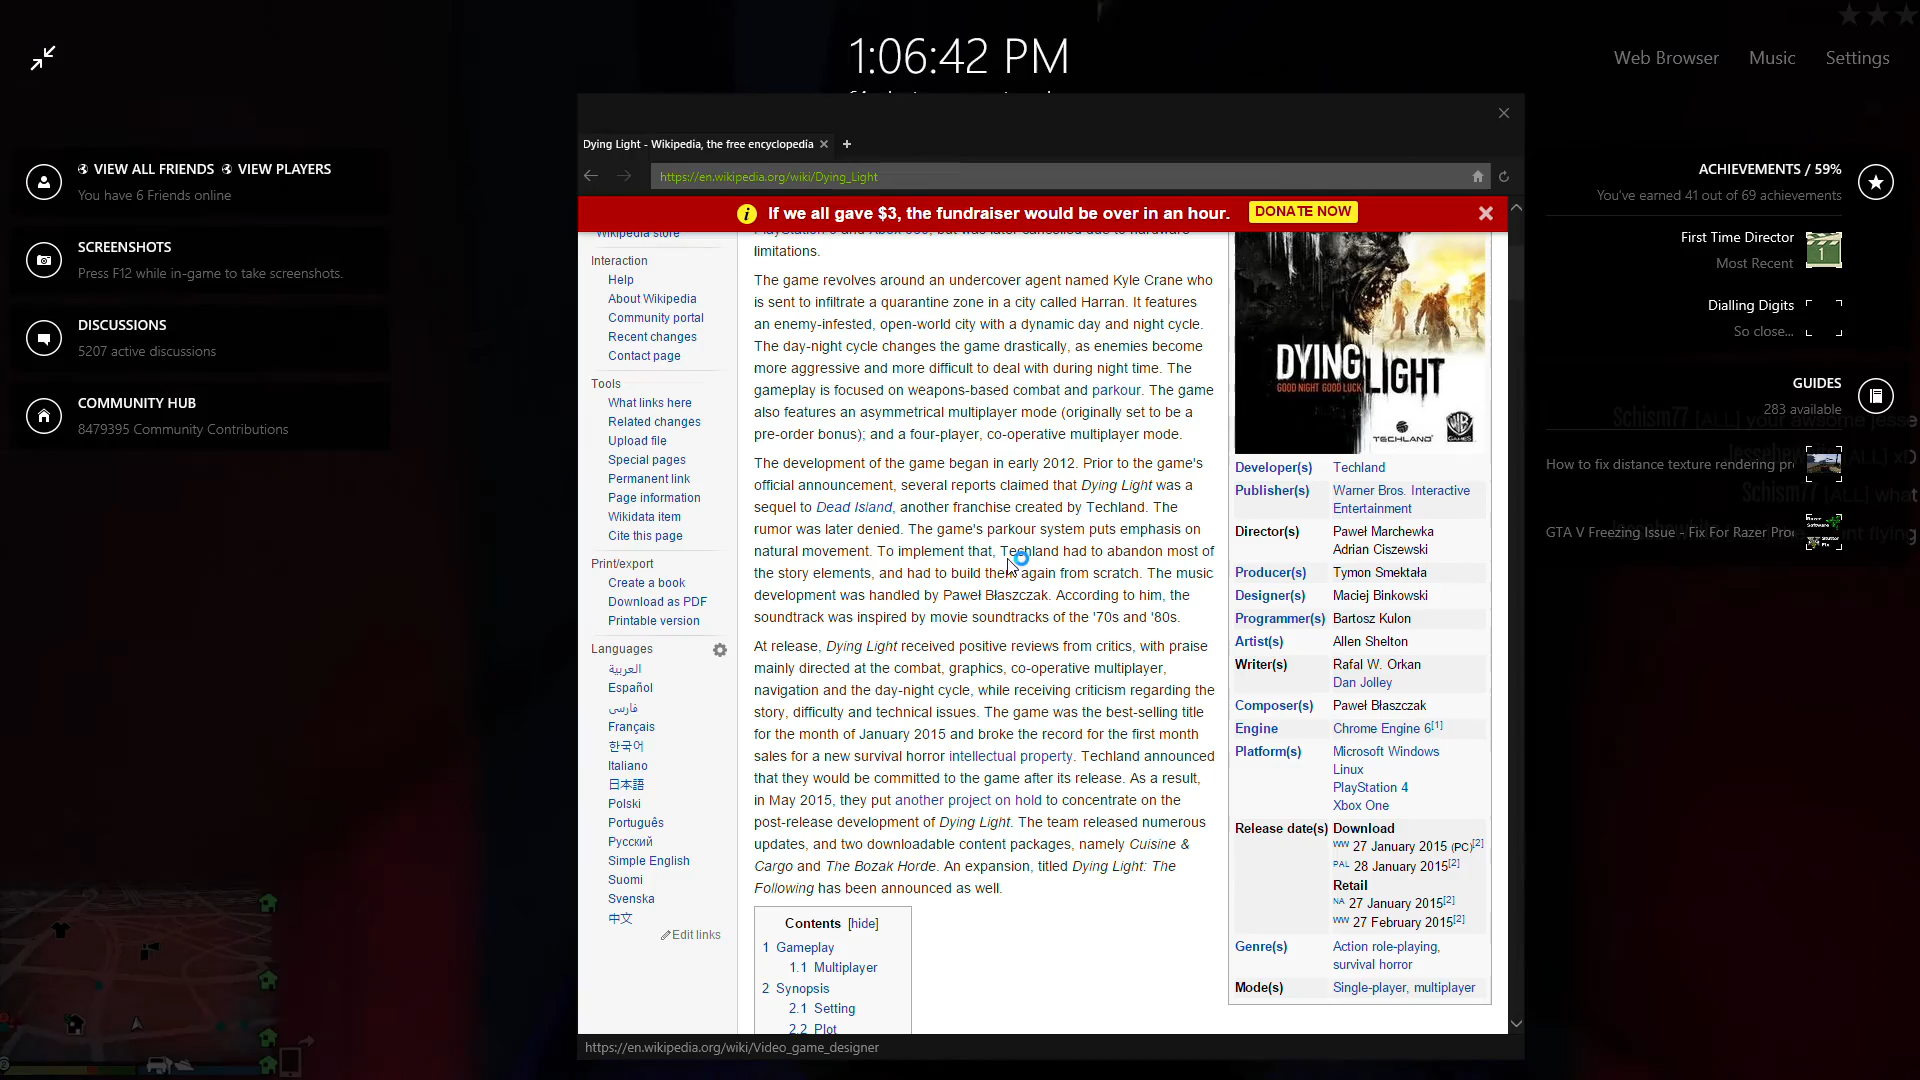 1:06:42 PM
Web Browser
Music
Settings
VIEW ALL FRIENDS VIEW PLAYERS
You have 6 Friends online
SCREENSHOTS
Press F12 while in-game to take screenshots.
DISCUSSIONS
5207 active discussions
COMMUNITY HUB
8479395 Community Contributions
Dying Light - Wikipedia, the free encyclopedia
https://en.wikipedia.org/wiki/Dying_Light
If we all gave $3, the fundraiser would be over in an hour. DONATE NOW
Wikipedia store
Interaction
Help
About Wikipedia
Community portal
Recent changes
Contact page
Tools
What links here
Related changes
Upload file
Special pages
Permanent link
Page information
Wikidata item
Cite this page
Print/export
Create a book
Download as PDF
Printable version
Languages
العربية
Español
فارسی
Français
한국어
Italiano
日本語
Polski
Português
Русский
Simple English
Suomi
Svenska
中文
Edit links
limitations.
The game revolves around an undercover agent named Kyle Crane who
is sent to infiltrate a quarantine zone in a city called Harran. It features
an enemy-infested, open-world city with a dynamic day and night cycle.
The day-night cycle changes the game drastically, as enemies become
more aggressive and more difficult to deal with during night time. The
gameplay is focused on weapons-based combat and parkour. The game
also features an asymmetrical multiplayer mode (originally set to be a
pre-order bonus); and a four-player, co-operative multiplayer mode.
The development of the game began in early 2012. Prior to the game's
official announcement, several reports claimed that Dying Light was a
sequel to Dead Island, another franchise created by Techland. The
rumor was later denied. The game's parkour system puts emphasis on
natural movement. To implement that, Techland had to abandon most of
the story elements, and had to build them again from scratch. The music
development was handled by Paweł Błaszczak. According to him, the
soundtrack was inspired by movie soundtracks of the '70s and '80s.
At release, Dying Light received positive reviews from critics, with praise
mainly directed at the combat, graphics, co-operative multiplayer,
navigation and the day-night cycle, while receiving criticism regarding the
story, difficulty and technical issues. The game was the best-selling title
for the month of January 2015 and broke the record for the first month
sales for a new survival horror intellectual property. Techland announced
that they would be committed to the game after its release. As a result,
in May 2015, they put another project on hold to concentrate on the
post-release development of Dying Light. The team released numerous
updates, and two downloadable content packages, namely Cuisine &
Cargo and The Bozak Horde. An expansion, titled Dying Light: The
Following has been announced as well.
Contents [hide]
1 Gameplay
1.1 Multiplayer
2 Synopsis
2.1 Setting
2.2 Plot
DYING LIGHT
GOOD NIGHT GOOD LUCK
TECHLAND
WB GAMES
Developer(s) Techland
Publisher(s) Warner Bros. Interactive
Entertainment
Director(s) Paweł Marchewka
Adrian Ciszewski
Producer(s) Tymon Smektała
Designer(s) Maciej Binkowski
Programmer(s) Bartosz Kulon
Artist(s) Allen Shelton
Writer(s) Rafal W. Orkan
Dan Jolley
Composer(s) Paweł Błaszczak
Engine Chrome Engine 6[1]
Platform(s) Microsoft Windows
Linux
PlayStation 4
Xbox One
Release date(s) Download
WW 27 January 2015 (PC)[2]
PAL 28 January 2015[2]
Retail
NA 27 January 2015[2]
WW 27 February 2015[2]
Genre(s) Action role-playing,
survival horror
Mode(s) Single-player, multiplayer
https://en.wikipedia.org/wiki/Video_game_designer
ACHIEVEMENTS / 59%
You've earned 41 out of 69 achievements
First Time Director
Most Recent
1
Dialling Digits
So close...
GUIDES
283 available
Schism77 [ALL] your awsome jesse
How to fix distance texture rendering pr
Schism77 [ALL] what
GTA V Freezing Issue - Fix For Razer Pro